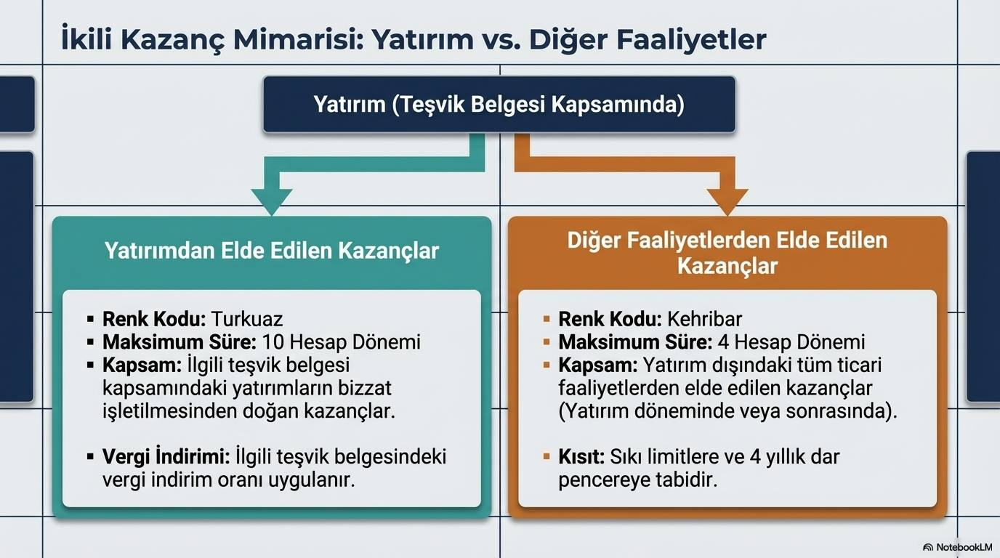 İkili Kazanç Mimarisi: Yatırım vs. Diğer Faaliyetler
Yatırım (Teşvik Belgesi Kapsamında)
Yatırımdan Elde Edilen Kazançlar
▪ Renk Kodu: Turkuaz
▪ Maksimum Süre: 10 Hesap Dönemi
▪ Kapsam: İlgili teşvik belgesi
kapsamındaki yatırımların bizzat
işletilmesinden doğan kazançlar.
▪ Vergi İndirimi: İlgili teşvik belgesindeki
vergi indirim oranı uygulanır.
Diğer Faaliyetlerden Elde Edilen
Kazançlar
▪ Renk Kodu: Kehribar
▪ Maksimum Süre: 4 Hesap Dönemi
▪ Kapsam: Yatırım dışındaki tüm ticari
faaliyetlerden elde edilen kazançlar
(Yatırım döneminde veya sonrasında).
▪ Kısıt: Sıkı limitlere ve 4 yıllık dar
pencereye tabidir.
NotebookLM